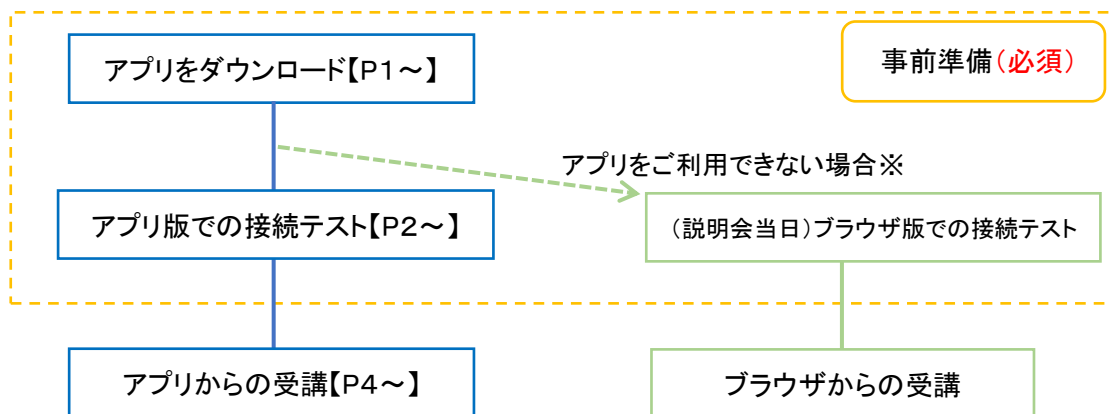 アプリをダウンロード【P1～】
事前準備（必須）
アプリをご利用できない場合※
アプリ版での接続テスト【P2～】
（説明会当日）ブラウザ版での接続テスト
アプリからの受講【P4～】
ブラウザからの受講